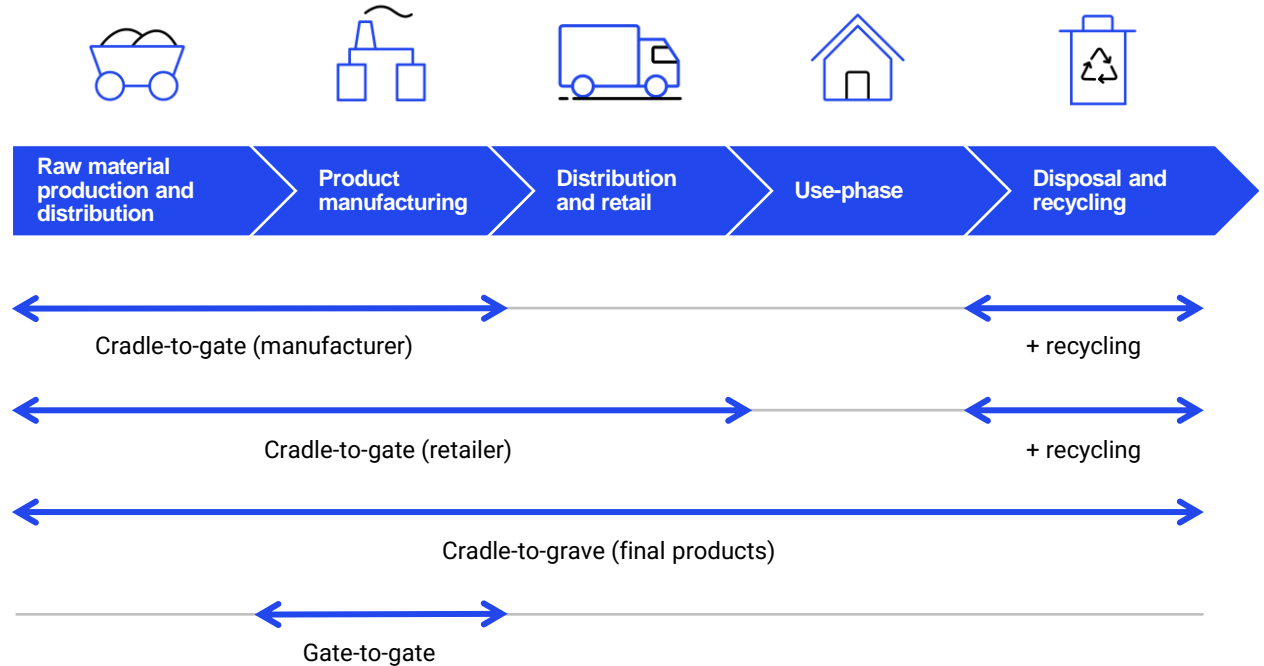 Raw material
production and
distribution
Product
manufacturing
Distribution
and retail
Use-phase
Disposal and
recycling
Cradle-to-gate (manufacturer)
+ recycling
Cradle-to-gate (retailer)
+ recycling
Cradle-to-grave (final products)
Gate-to-gate